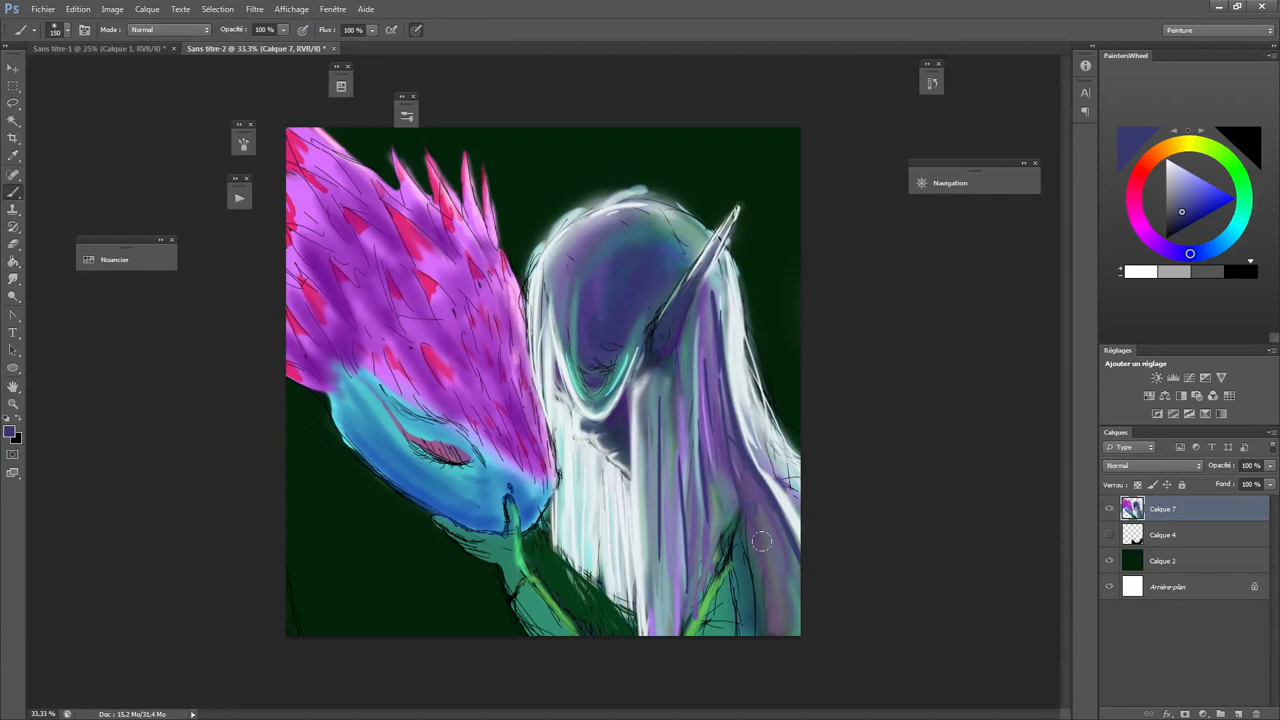 Ps Fichier Edition Image Calque Texte Sélection Filtre Affichage Fenêtre Aide
150 Mode: Normal Opacité: 100 % Flux: 100 % Peinture
Sans titre-1 @ 25% (Calque 1, RVB/8) * × Sans titre-2 @ 33,3% (Calque 7, RVB/8) * ×
PaintersWheel
Navigation
Nuancier
Réglages
Ajouter un réglage
Calques
Type
Normal Opacité: 100 %
Verrou: Fond: 100 %
Calque 7
Calque 4
Calque 2
Arrière-plan
33,33 % Doc: 15,2 Mo/31,4 Mo